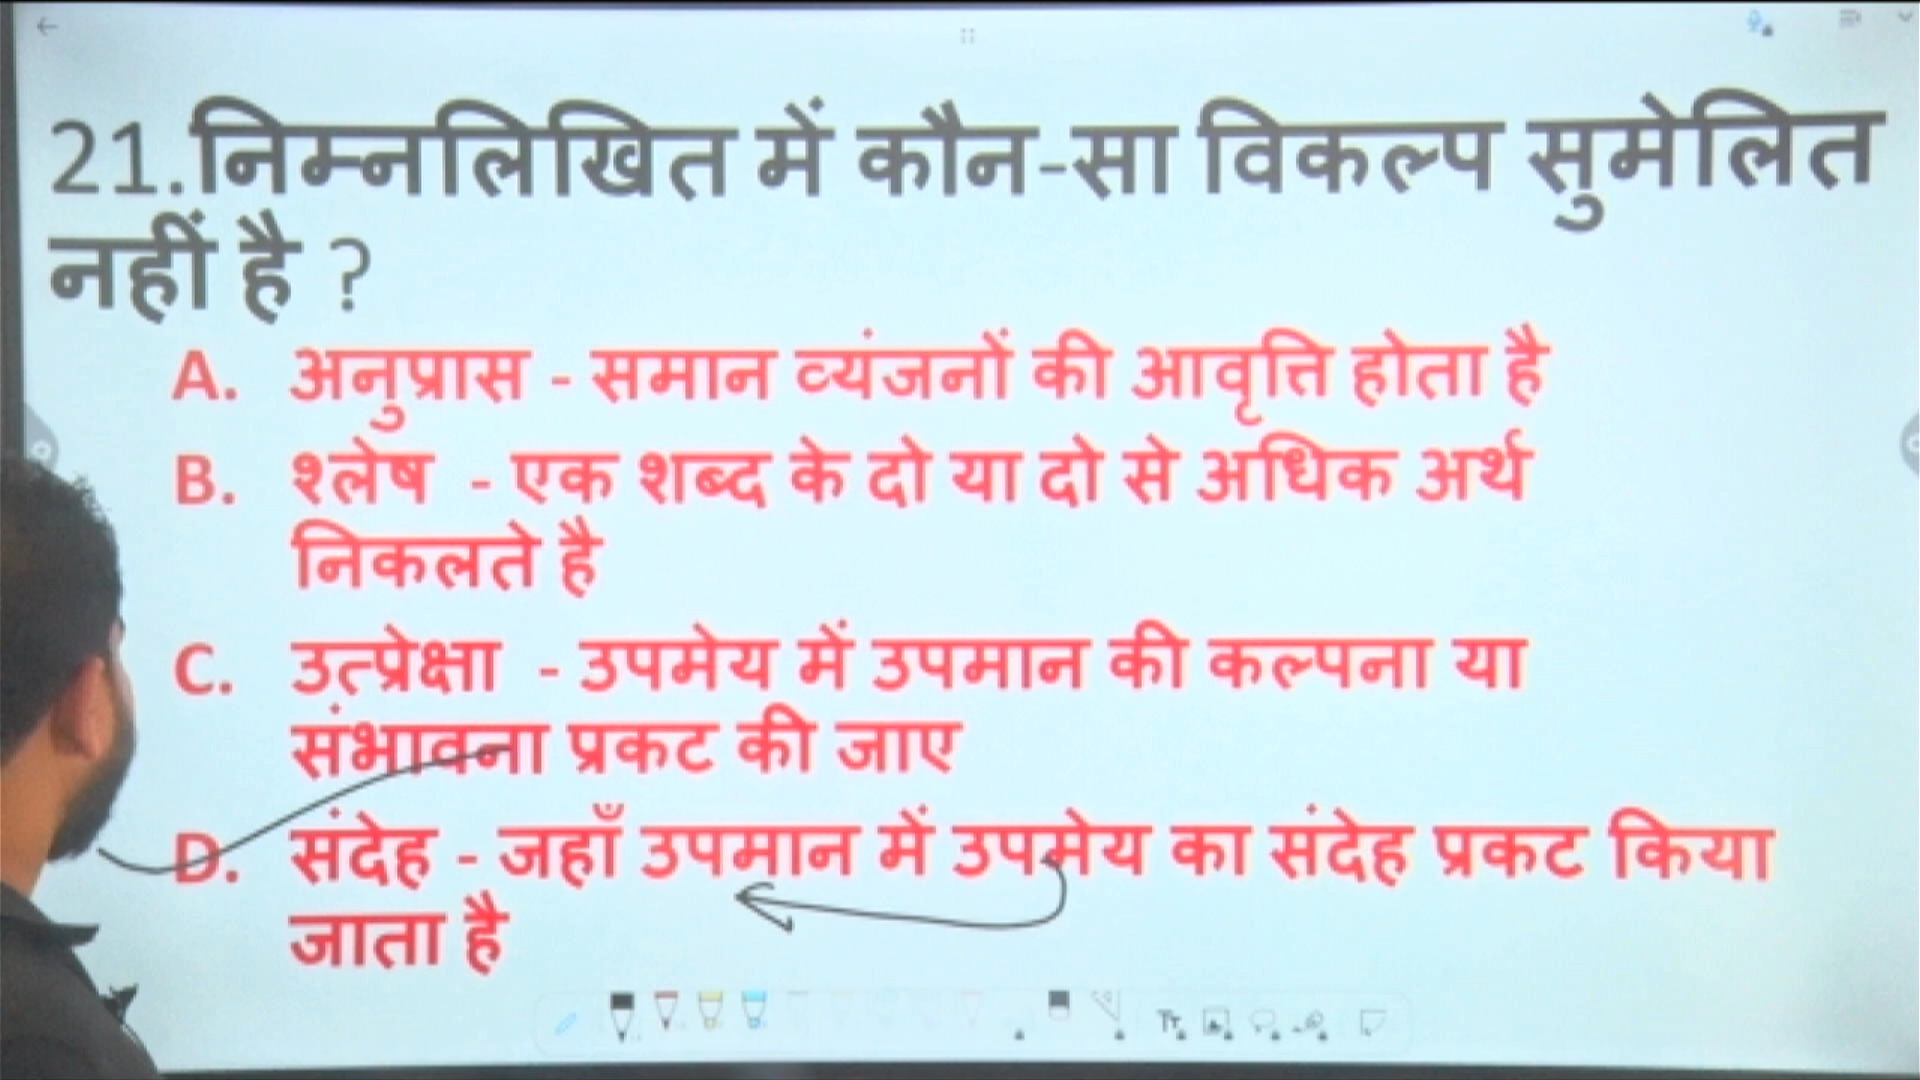 21.निम्नलिखित में कौन-सा विकल्प सुमेलित
नहीं है ?
A. अनुप्रास - समान व्यंजनों की आवृत्ति होता है
B. श्लेष - एक शब्द के दो या दो से अधिक अर्थ
निकलते है
C. उत्प्रेक्षा - उपमेय में उपमान की कल्पना या
संभावना प्रकट की जाए
D. संदेह - जहाँ उपमान में उपमेय का संदेह प्रकट किया
जाता है